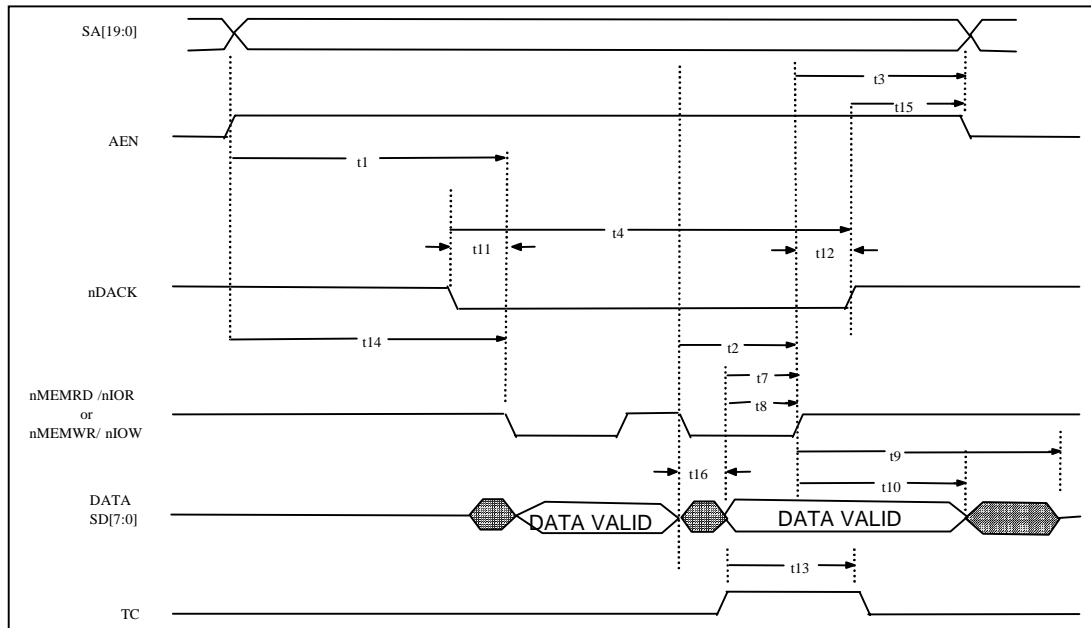 SA[19:0]
t3
t15
AEN
t1
t4
t11
t12
nDACK
t14
t2
t7
nMEMRD /nIOR
or
nMEMWR/ nIOW
t8
t9
t16
t10
DATA
SD[7:0]
DATA VALID
DATA VALID
t13
TC